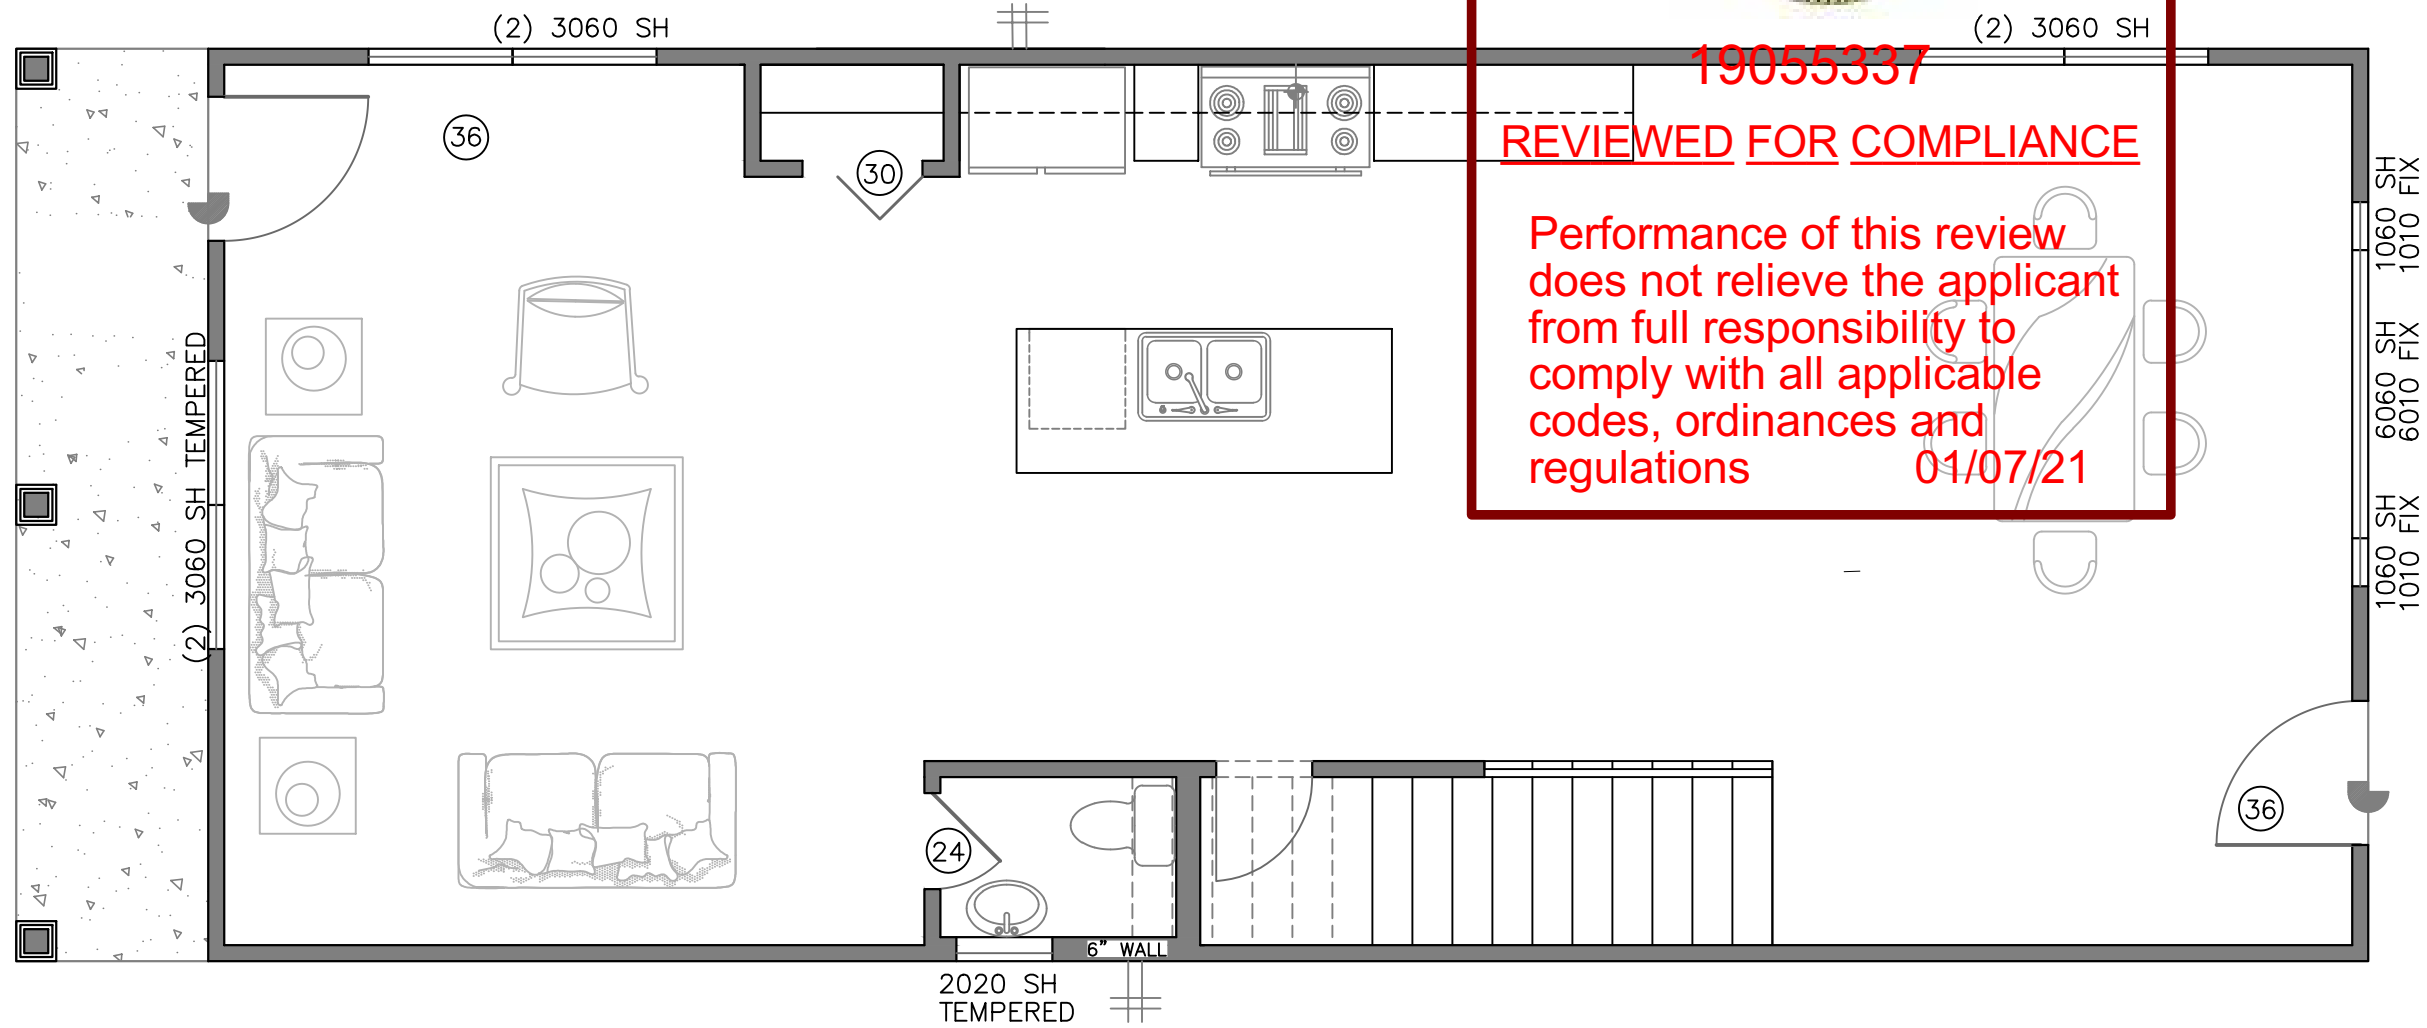 (2) 3060 SH
(2) 3060 SH
19055337
REVIEWED FOR COMPLIANCE
Performance of this review
does not relieve the applicant
from full responsibility to
comply with all applicable
codes, ordinances and
regulations 01/07/21
36
30
(2) 3060 SH TEMPERED
1060 SH
1010 FIX
6060 SH
6010 FIX
1060 SH
1010 FIX
24
36
6" WALL
2020 SH
TEMPERED